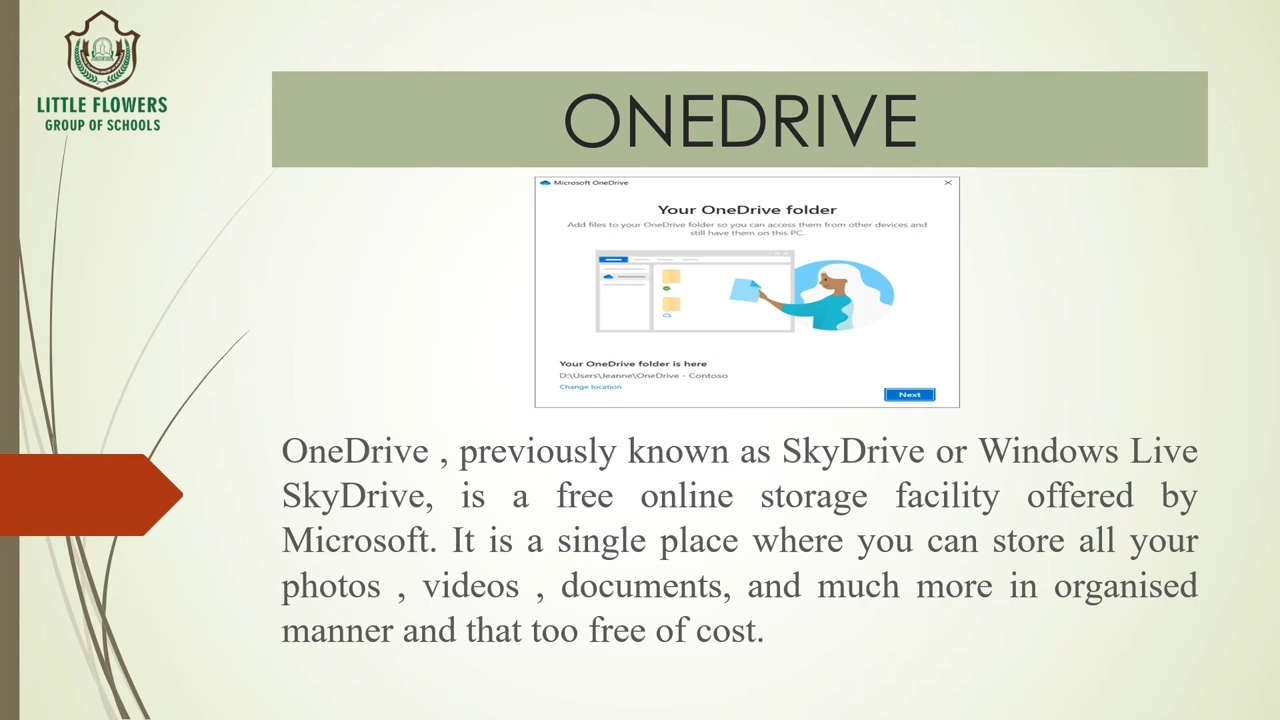 LITTLE FLOWERS
GROUP OF SCHOOLS
ONEDRIVE
Microsoft OneDrive
Your OneDrive folder
Add files to your OneDrive folder so you can access them from other devices and
still have them on this PC.
Your OneDrive folder is here
D:\Users\Jeanne\OneDrive - Contoso
Change location
Next
OneDrive , previously known as SkyDrive or Windows Live
SkyDrive, is a free online storage facility offered by
Microsoft. It is a single place where you can store all your
photos , videos , documents, and much more in organised
manner and that too free of cost.